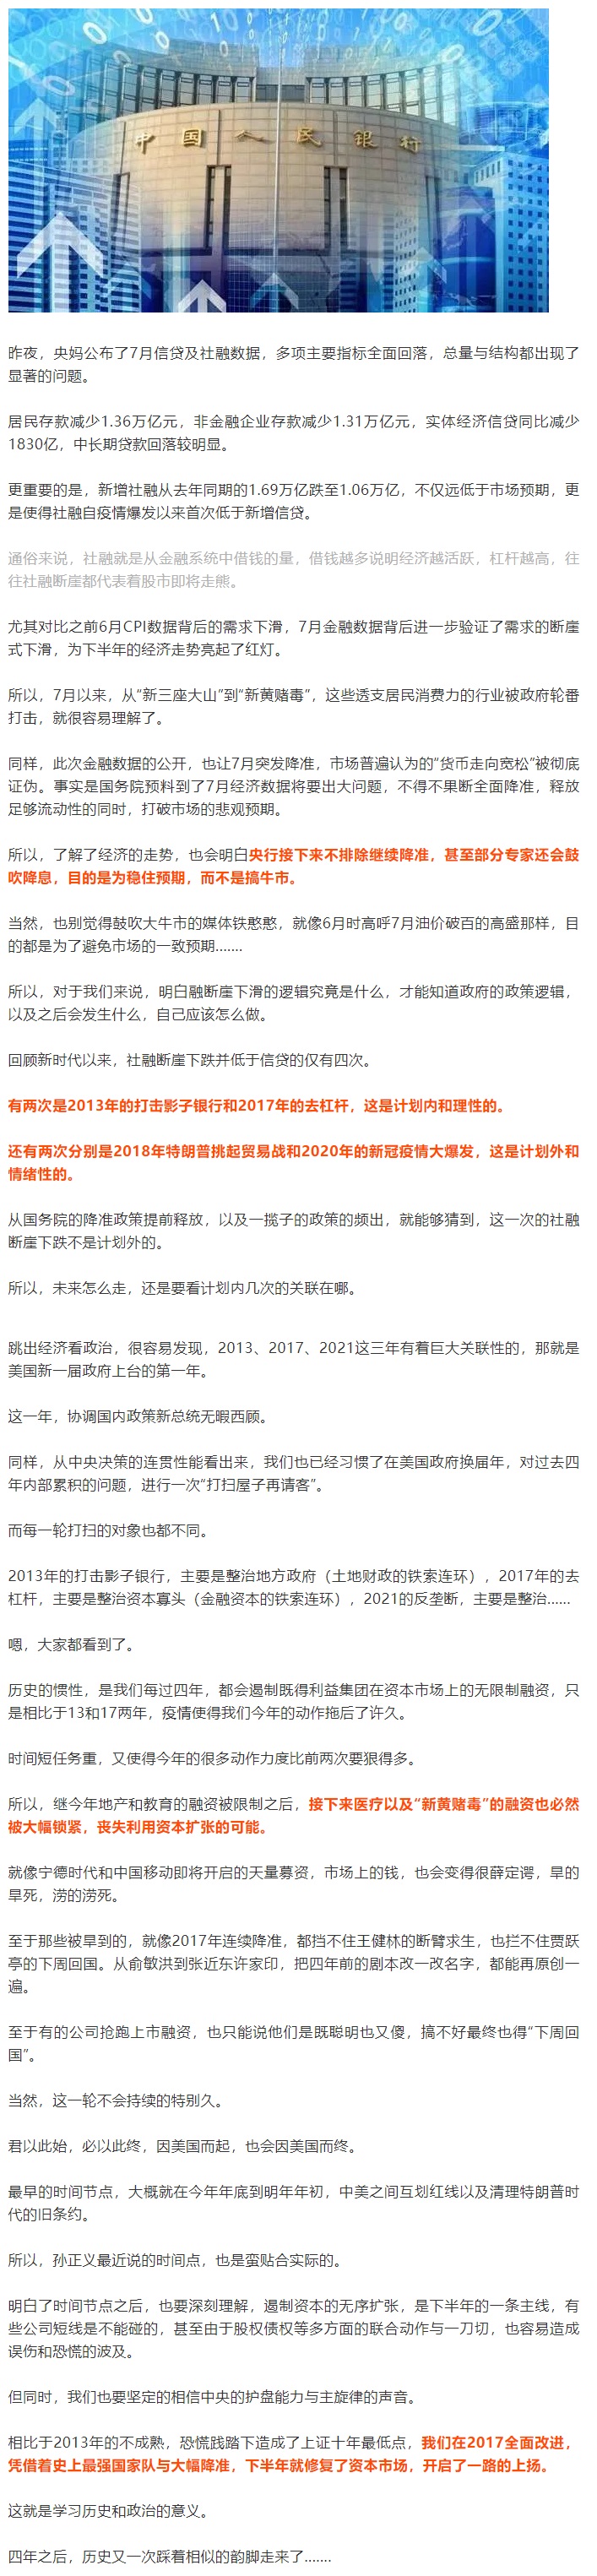 中国人民银行
昨夜，央妈公布了7月信贷及社融数据，多项主要指标全面回落，总量与结构都出现了
显著的问题。
居民存款减少1.36万亿元，非金融企业存款减少1.31万亿元，实体经济信贷同比减少
1830亿，中长期贷款回落较明显。
更重要的是，新增社融从去年同期的1.69万亿跌至1.06万亿，不仅远低于市场预期，更
是使得社融自疫情爆发以来首次低于新增信贷。
通俗来说，社融就是从金融系统中借钱的量，借钱越多说明经济越活跃，杠杆越高，往
往社融断崖都代表着股市即将走熊。
尤其对比之前6月CPI数据背后的需求下滑，7月金融数据背后进一步验证了需求的断崖
式下滑，为下半年的经济走势亮起了红灯。
所以，7月以来，从“新三座大山”到“新黄赌毒”，这些透支居民消费力的行业被政府轮番
打击，就很容易理解了。
同样，此次金融数据的公开，也让7月突发降准，市场普遍认为的“货币走向宽松”被彻底
证伪。事实是国务院预料到了7月经济数据将要出大问题，不得不果断全面降准，释放
足够流动性的同时，打破市场的悲观预期。
所以，了解了经济的走势，也会明白央行接下来不排除继续降准，甚至部分专家还会鼓
吹降息，目的是为稳住预期，而不是搞牛市。
当然，也别觉得鼓吹大牛市的媒体铁憨憨，就像6月时高呼7月油价破百的高盛那样，目
的都是为了避免市场的一致预期.......
所以，对于我们来说，明白融断崖下滑的逻辑究竟是什么，才能知道政府的政策逻辑，
以及之后会发生什么，自己应该怎么做。
回顾新时代以来，社融断崖下跌并低于信贷的仅有四次。
有两次是2013年的打击影子银行和2017年的去杠杆，这是计划内和理性的。
还有两次分别是2018年特朗普挑起贸易战和2020年的新冠疫情大爆发，这是计划外和
情绪性的。
从国务院的降准政策提前释放，以及一揽子的政策的频出，就能够猜到，这一次的社融
断崖下跌不是计划外的。
所以，未来怎么走，还是要看计划内几次的关联在哪。
跳出经济看政治，很容易发现，2013、2017、2021这三年有着巨大关联性的，那就是
美国新一届政府上台的第一年。
这一年，协调国内政策新总统无暇西顾。
同样，从中央决策的连贯性能看出来，我们也已经习惯了在美国政府换届年，对过去四
年内部累积的问题，进行一次“打扫屋子再请客”。
而每一轮打扫的对象也都不同。
2013年的打击影子银行，主要是整治地方政府（土地财政的铁索连环），2017年的去
杠杆，主要是整治资本寡头（金融资本的铁索连环），2021的反垄断，主要是整治......
嗯，大家都看到了。
历史的惯性，是我们每过四年，都会遏制既得利益集团在资本市场上的无限制融资，只
是相比于13和17两年，疫情使得我们今年的动作拖后了许久。
时间短任务重，又使得今年的很多动作力度比前两次要狠得多。
所以，继今年地产和教育的融资被限制之后，接下来医疗以及“新黄赌毒”的融资也必然
被大幅锁紧，丧失利用资本扩张的可能。
就像宁德时代和中国移动即将开启的天量募资，市场上的钱，也会变得很薛定谔，旱的
旱死，涝的涝死。
至于那些被旱到的，就像2017年连续降准，都挡不住王健林的断臂求生，也拦不住贾跃
亭的下周回国。从俞敏洪到张近东许家印，把四年前的剧本改一改名字，都能再原创一
遍。
至于有的公司抢跑上市融资，也只能说他们是既聪明也又傻，搞不好最终也得“下周回
国”。
当然，这一轮不会持续的特别久。
君以此始，必以此终，因美国而起，也会因美国而终。
最早的时间节点，大概就在今年年底到明年年初，中美之间互划红线以及清理特朗普时
代的旧条约。
所以，孙正义最近说的时间点，也是蛮贴合实际的。
明白了时间节点之后，也要深刻理解，遏制资本的无序扩张，是下半年的一条主线，有
些公司短线是不能碰的，甚至由于股权债权等多方面的联合动作与一刀切，也容易造成
误伤和恐慌的波及。
但同时，我们也要坚定的相信中央的护盘能力与主旋律的声音。
相比于2013年的不成熟，恐慌践踏下造成了上证十年最低点，我们在2017全面改进，
凭借着史上最强国家队与大幅降准，下半年就修复了资本市场，开启了一路的上扬。
这就是学习历史和政治的意义。
四年之后，历史又一次踩着相似的韵脚走来了.......